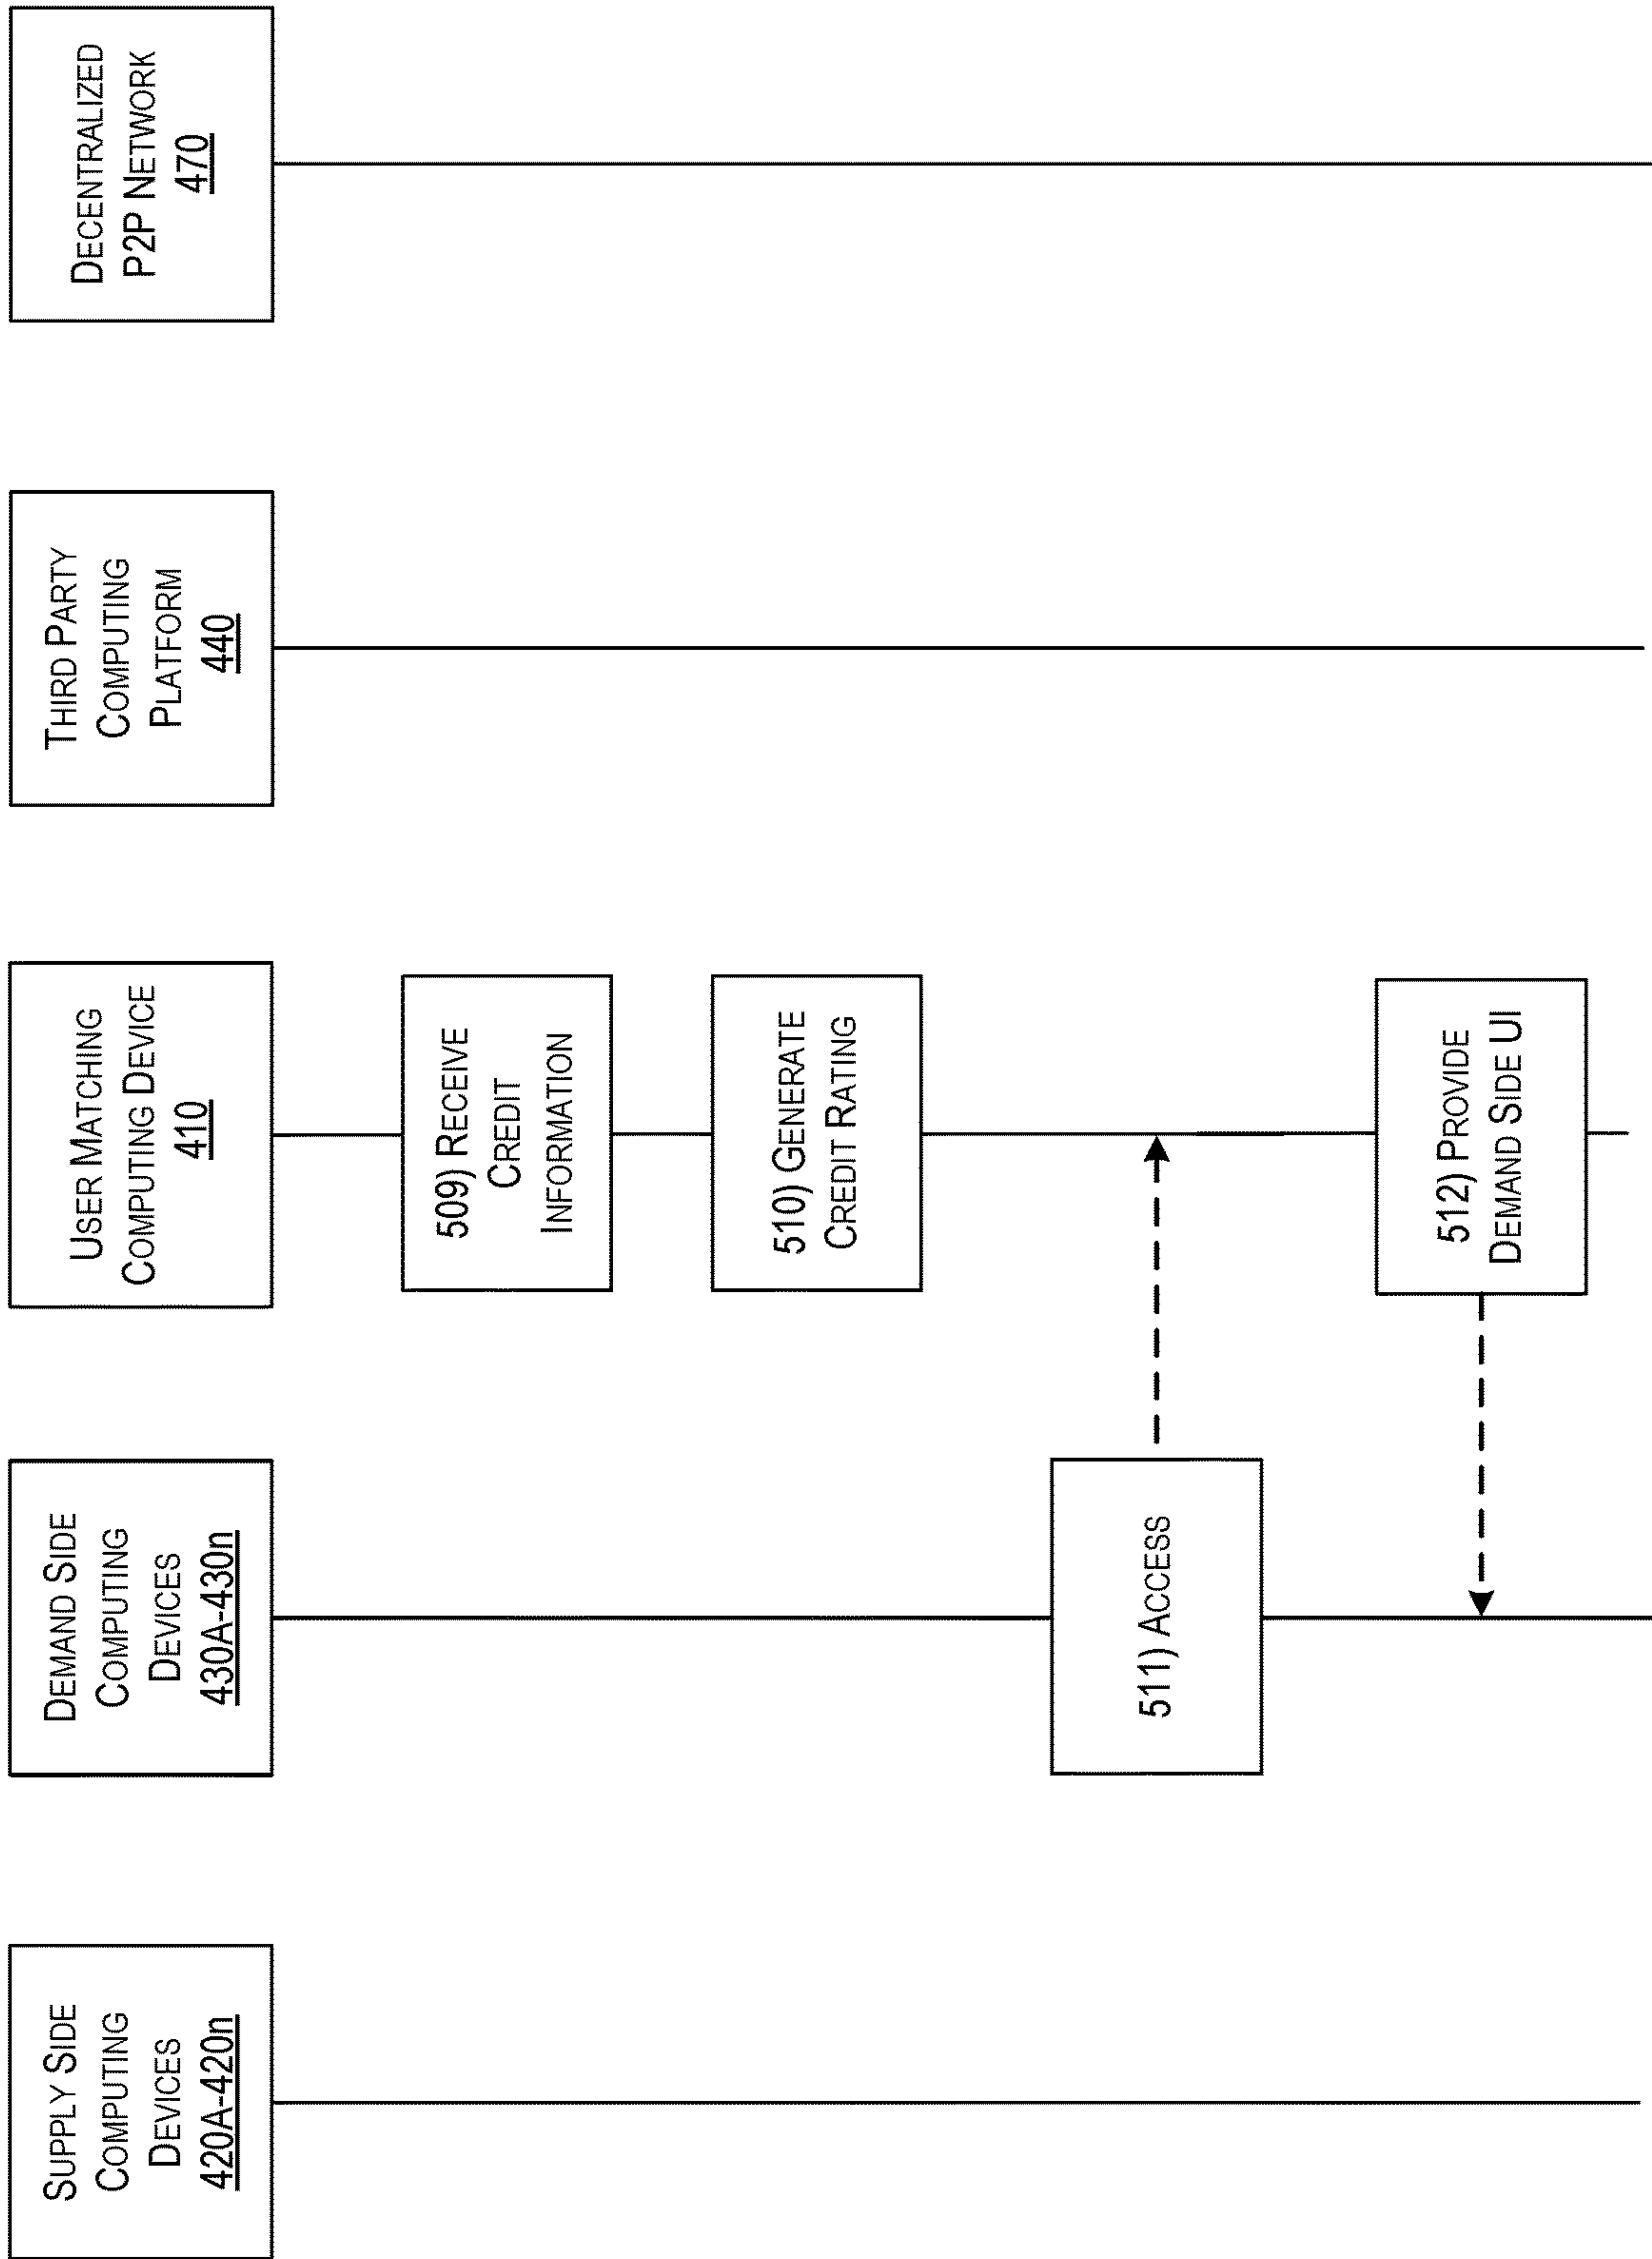 SUPPLY SIDE
COMPUTING
DEVICES
420A-420n
DEMAND SIDE
COMPUTING
DEVICES
430A-430n
USER MATCHING
COMPUTING DEVICE
410
THIRD PARTY
COMPUTING
PLATFORM
440
DECENTRALIZED
P2P NETWORK
470
509) RECEIVE
CREDIT
INFORMATION
510) GENERATE
CREDIT RATING
511) ACCESS
512) PROVIDE
DEMAND SIDE UI